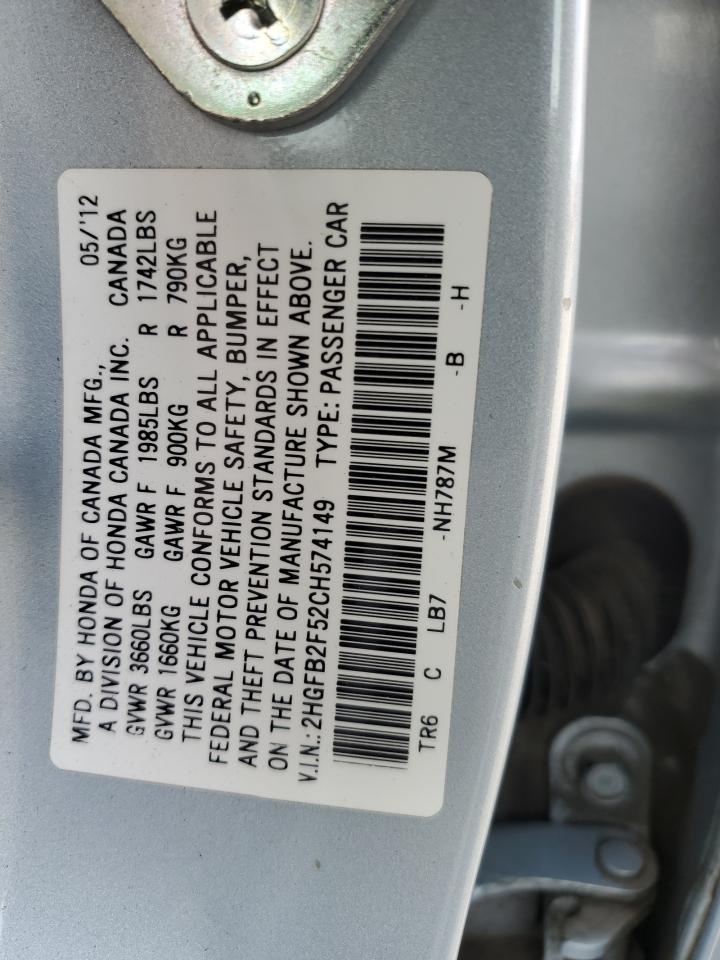 MFD. BY HONDA OF CANADA MFG., 05/'12
A DIVISION OF HONDA CANADA INC. CANADA
GVWR 3660LBS GAWR F 1985LBS R 1742LBS
GVWR 1660KG GAWR F 900KG R 790KG
THIS VEHICLE CONFORMS TO ALL APPLICABLE
FEDERAL MOTOR VEHICLE SAFETY, BUMPER,
AND THEFT PREVENTION STANDARDS IN EFFECT
ON THE DATE OF MANUFACTURE SHOWN ABOVE.
V.I.N.: 2HGFB2F52CH574149 TYPE: PASSENGER CAR
TR6 C LB7 -NH787M -B -H